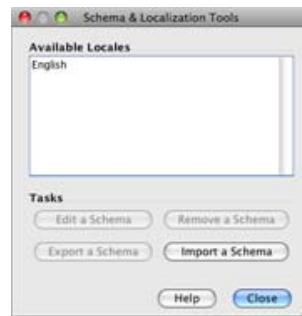 Schema & Localization Tools
Available Locales
English
Tasks
Edit a Schema Remove a Schema
Export a Schema Import a Schema
Help Close